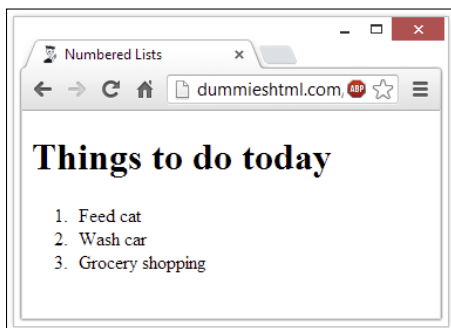 Numbered Lists
dummieshtml.com,
ABP
Things to do today
1. Feed cat
2. Wash car
3. Grocery shopping